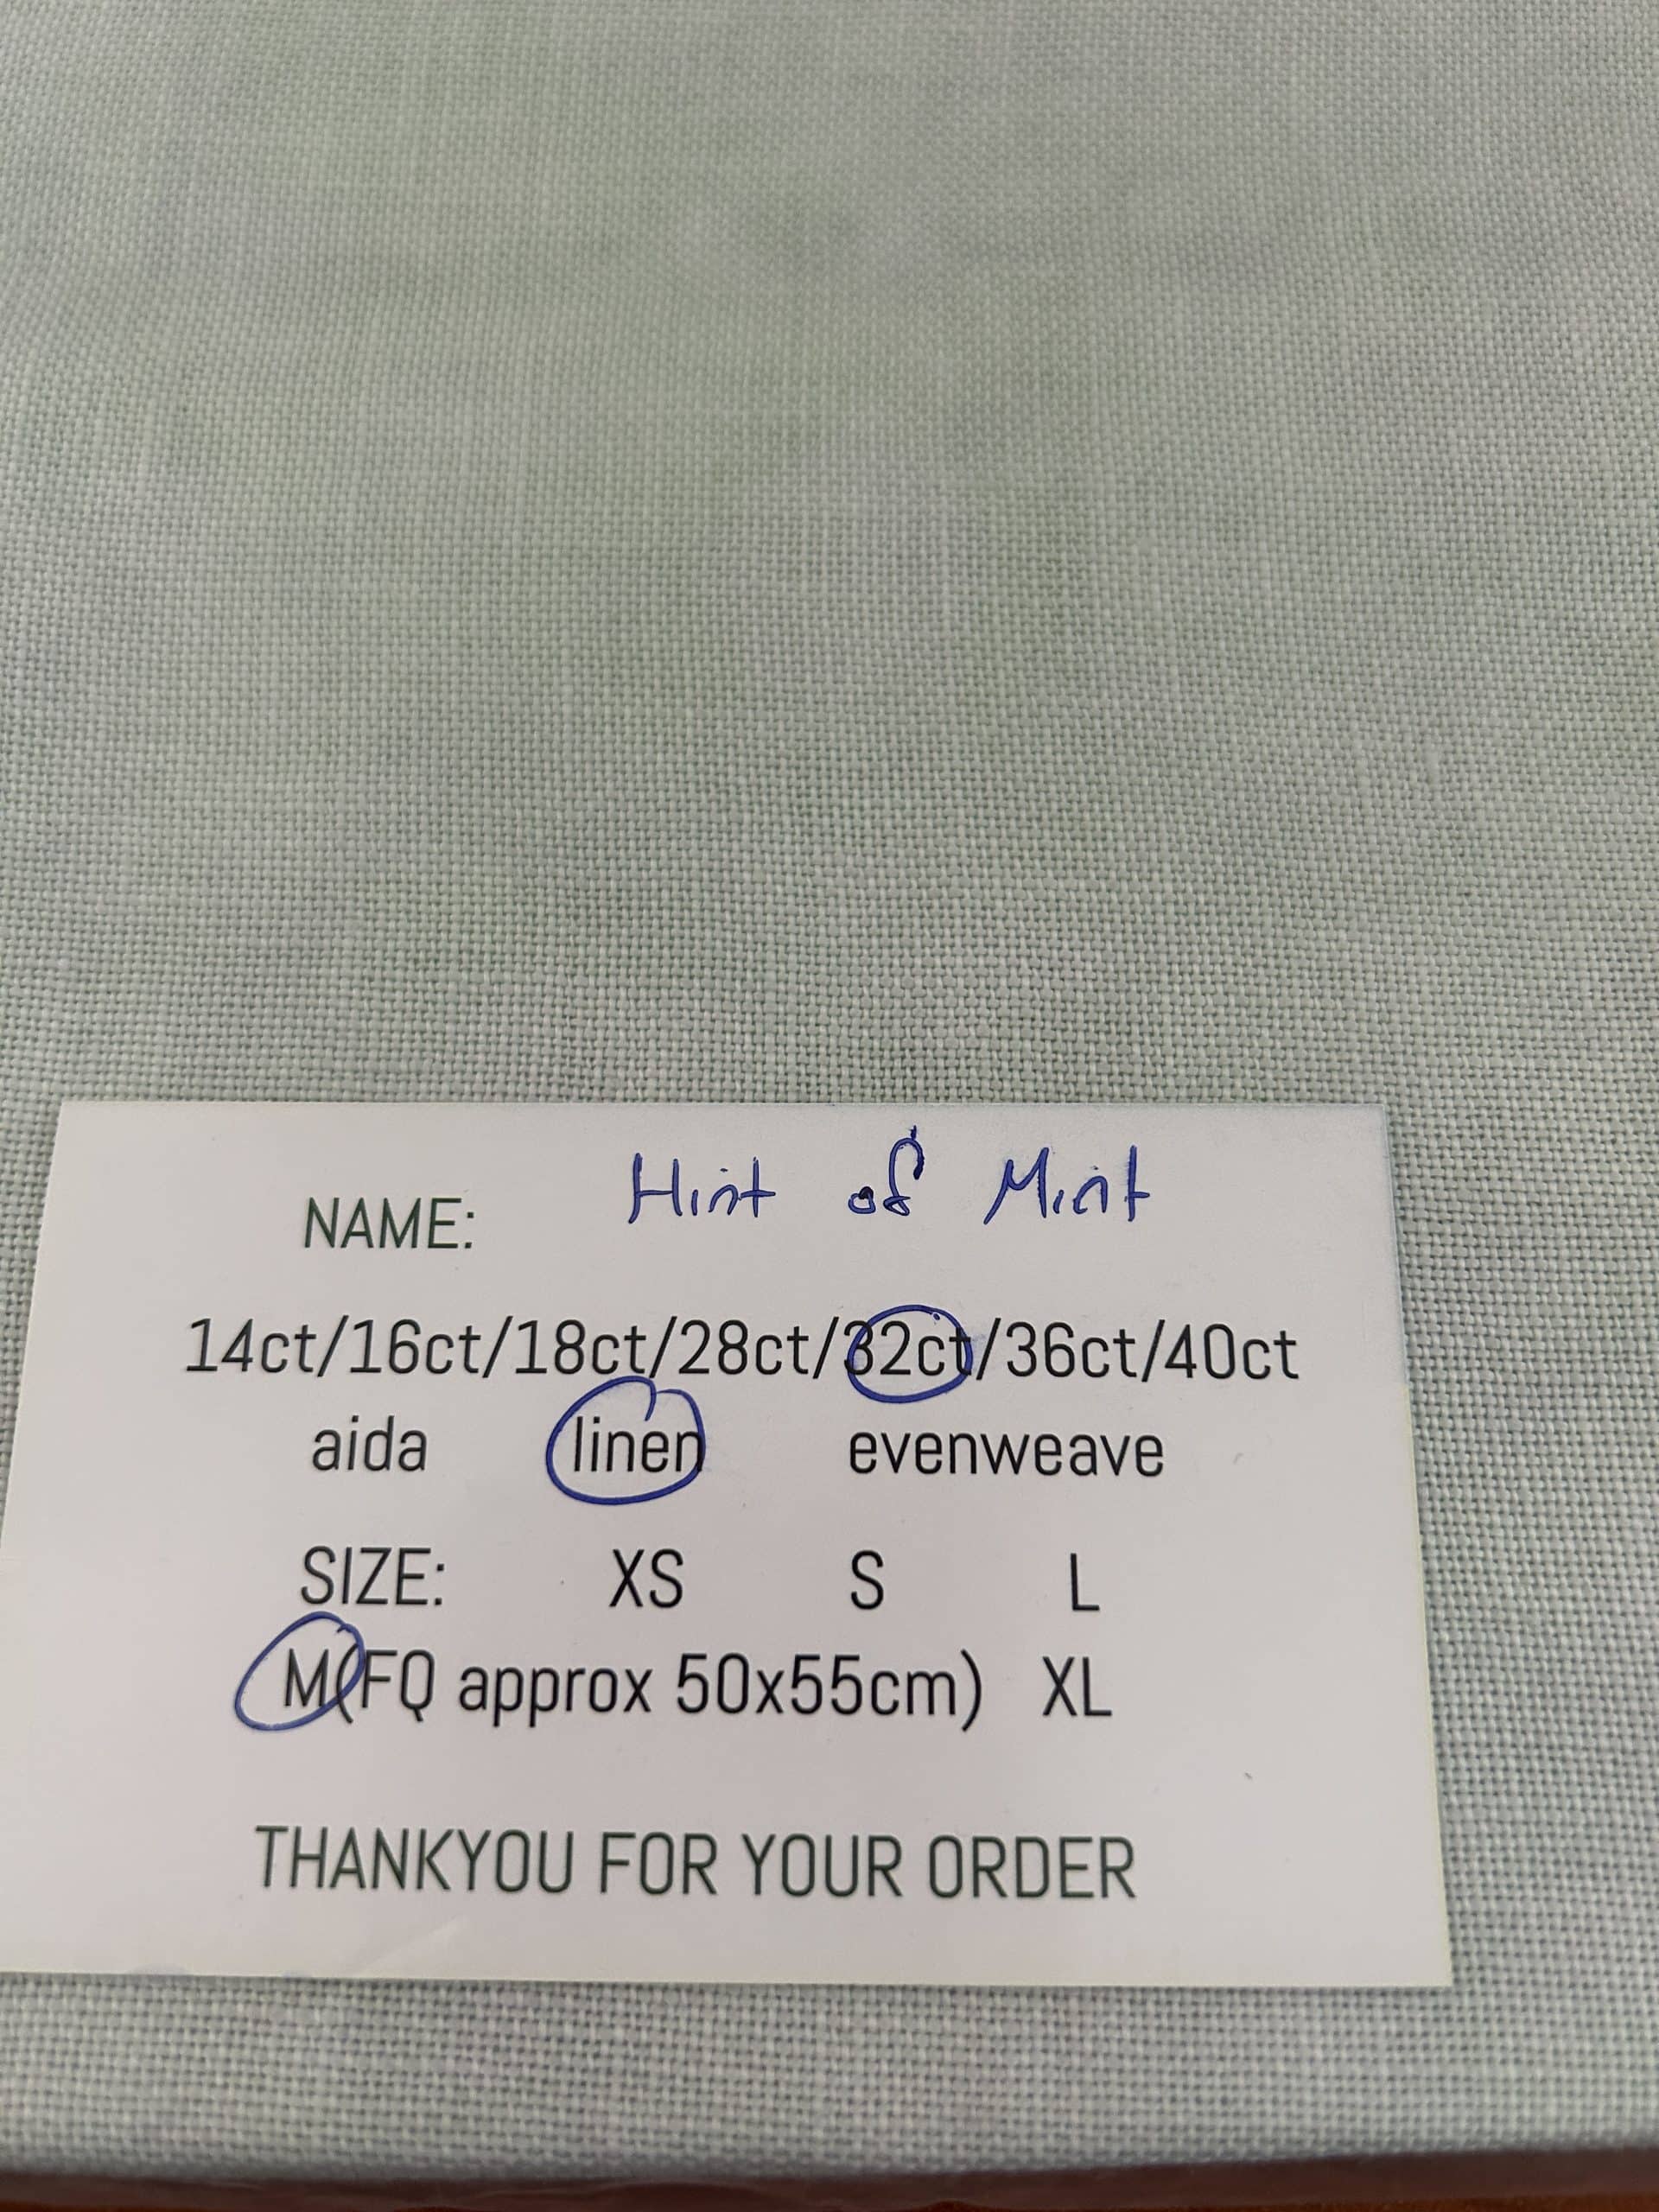 NAME: Hint of Mint
14ct/16ct/18ct/28ct/32ct/36ct/40ct
aida linen evenweave
SIZE: XS S L
M(FQ approx 50x55cm) XL
THANKYOU FOR YOUR ORDER